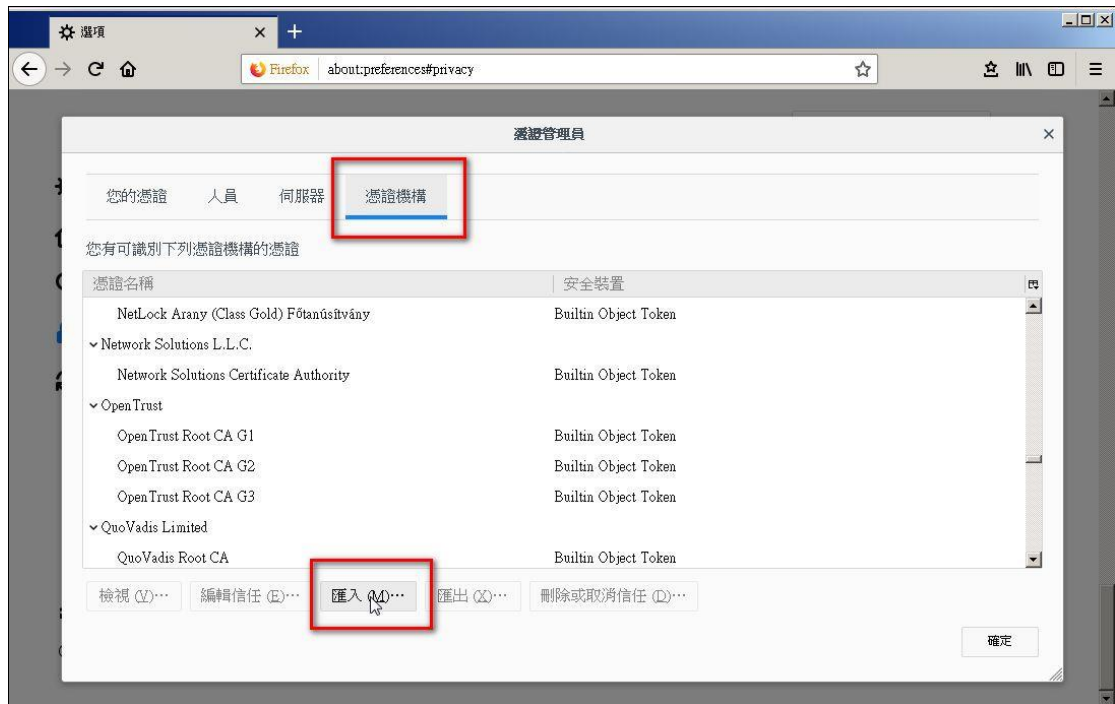 選項
Firefox about:preferences#privacy
憑證管理員
您的憑證 人員 伺服器 憑證機構
您有可識別下列憑證機構的憑證
憑證名稱 安全裝置
NetLock Arany (Class Gold) Főtanúsítvány Builtin Object Token
Network Solutions L.L.C.
Network Solutions Certificate Authority Builtin Object Token
OpenTrust
OpenTrust Root CA G1 Builtin Object Token
OpenTrust Root CA G2 Builtin Object Token
OpenTrust Root CA G3 Builtin Object Token
QuoVadis Limited
QuoVadis Root CA Builtin Object Token
檢視 (V)… 編輯信任 (E)… 匯入 (M)… 匯出 (X)… 刪除或取消信任 (D)…
確定